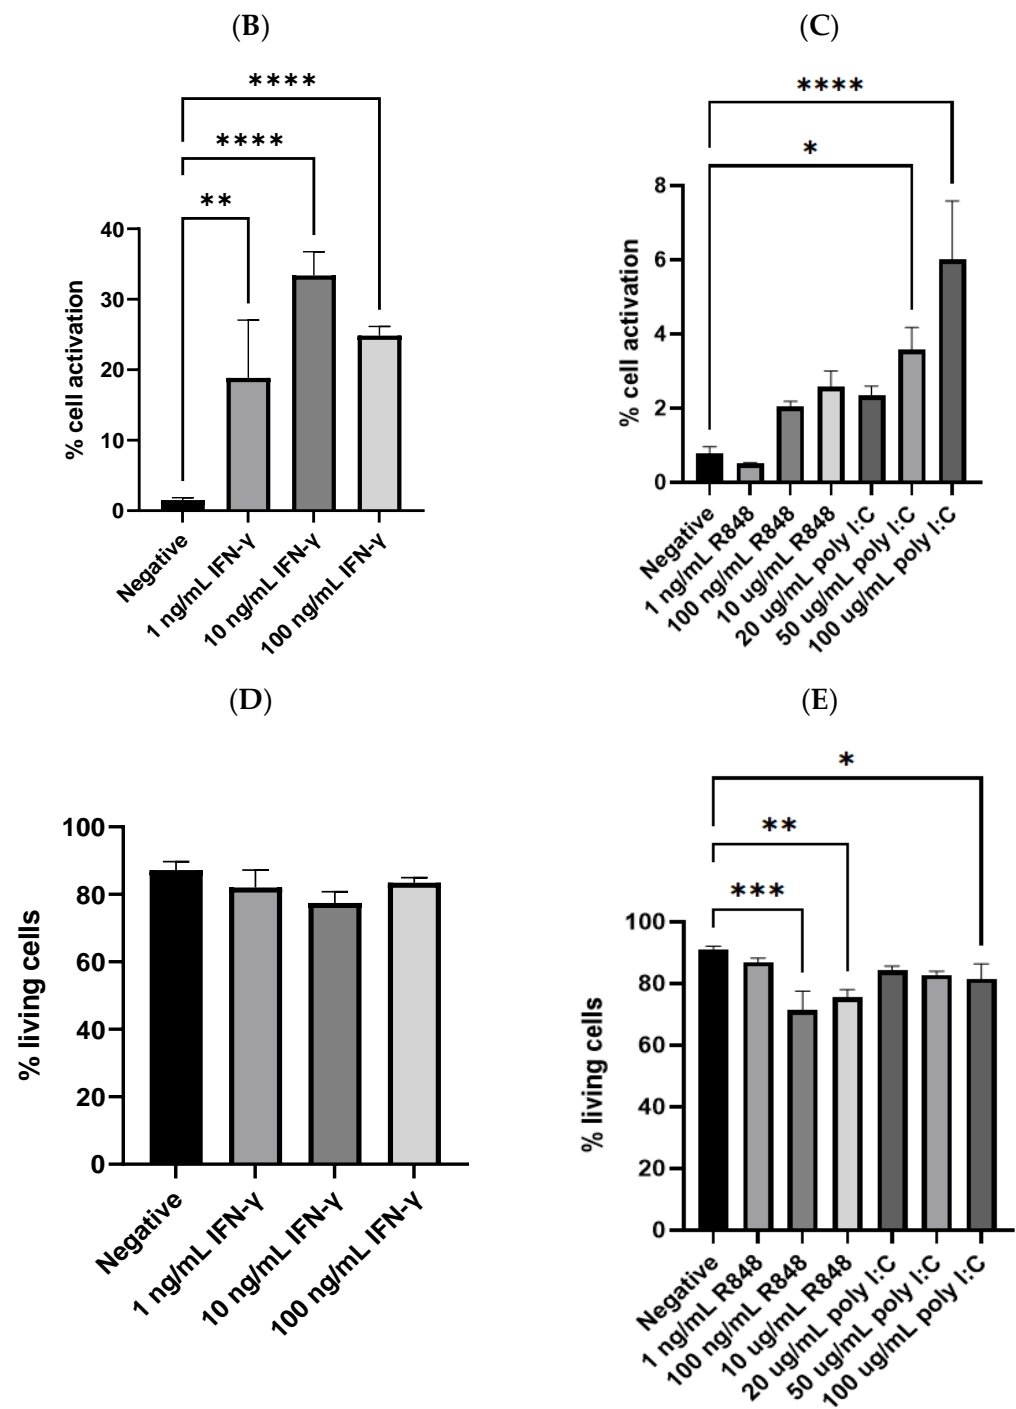 (B)
****
****
**
% cell activation
40
30
20
10
0
Negative
1 ng/mL IFN-γ
10 ng/mL IFN-γ
100 ng/mL IFN-γ
(C)
****
*
% cell activation
8
6
4
2
0
Negative
1 ng/mL R848
100 ng/mL R848
10 ug/mL R848
20 ug/mL poly I:C
50 ug/mL poly I:C
100 ug/mL poly I:C
(D)
% living cells
100
80
60
40
20
0
Negative
1 ng/mL IFN-γ
10 ng/mL IFN-γ
100 ng/mL IFN-γ
(E)
*
**
***
% living cells
100
80
60
40
20
0
Negative
1 ng/mL R848
100 ng/mL R848
10 ug/mL R848
20 ug/mL poly I:C
50 ug/mL poly I:C
100 ug/mL poly I:C